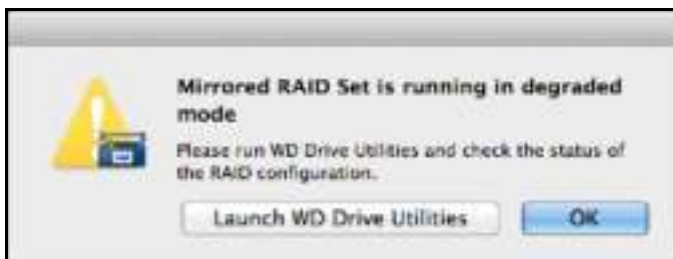 Mirrored RAID Set is running in degraded
mode
Please run WD Drive Utilities and check the status of
the RAID configuration.
Launch WD Drive Utilities
OK